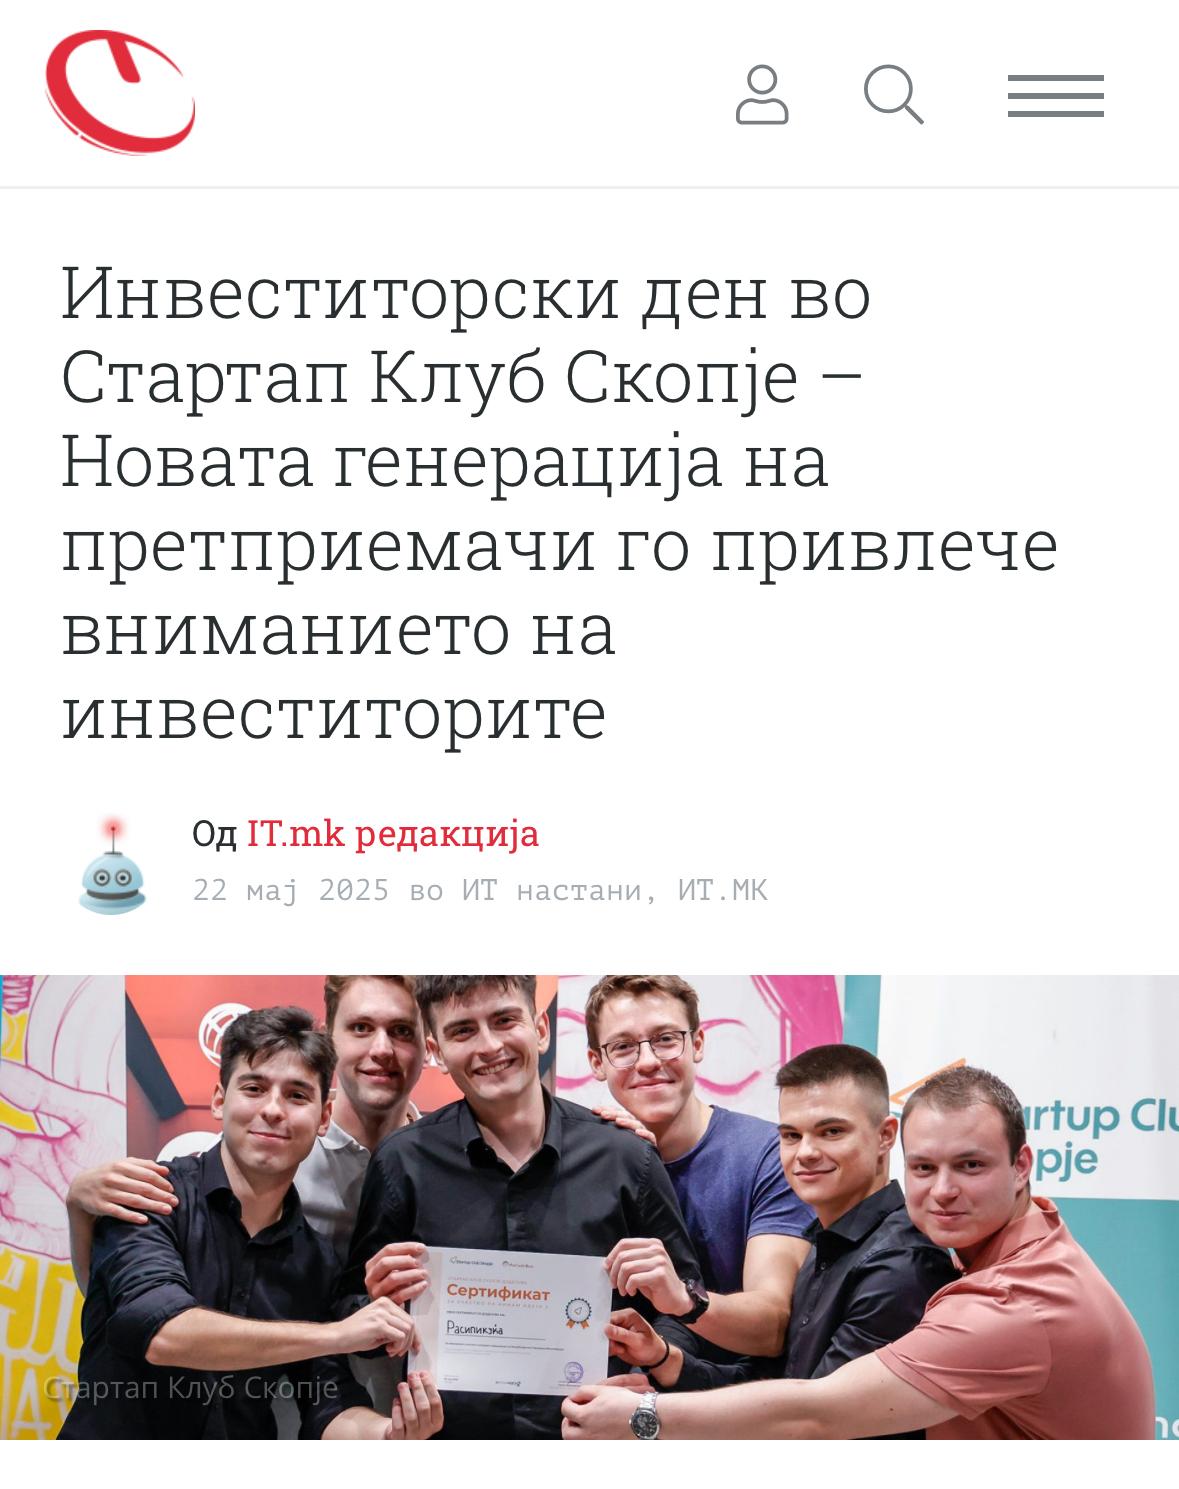 Инвеститорски ден во
Стартап Клуб Скопје –
Новата генерација на
претприемачи го привлече
вниманието на
инвеститорите
Од IT.mk редакција
22 мај 2025 во ИТ настани, ИТ.МК
artup Clu
pje
Сертификат
Расипикуќа
Стартап Клуб Скопје